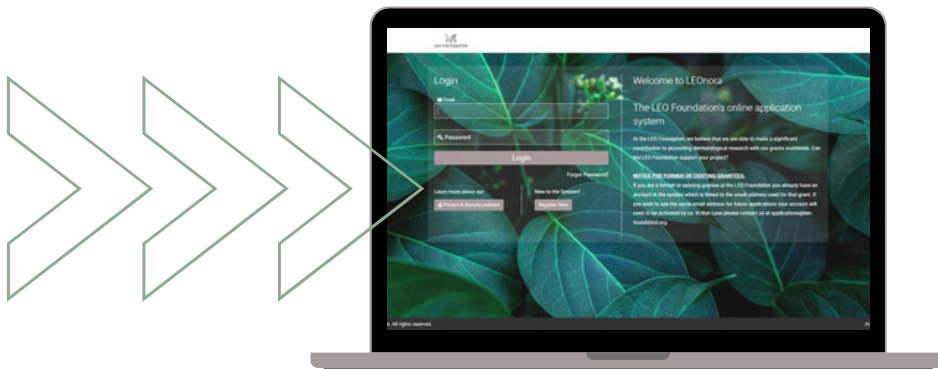 LEO FOUNDATION
Login
Email
Password
Login
Forgot Password?
Learn more about our
Privacy & Security policies
New to the System?
Register Here
Welcome to LEOnora
The LEO Foundation's online application
system
At the LEO Foundation, we believe that we are able to make a significant
contribution to promoting dermatological research with our grants worldwide. Can
the LEO Foundation support your project?
NOTICE FOR FORMER OR EXISTING GRANTEES:
If you are a former or existing grantee at the LEO Foundation you already have an
account in the system which is linked to the email address used for that grant. If
you wish to use the same email address for future applications your account will
need to be activated by us. In that case please contact us at applications@leo-
foundation.org.
All rights reserved.